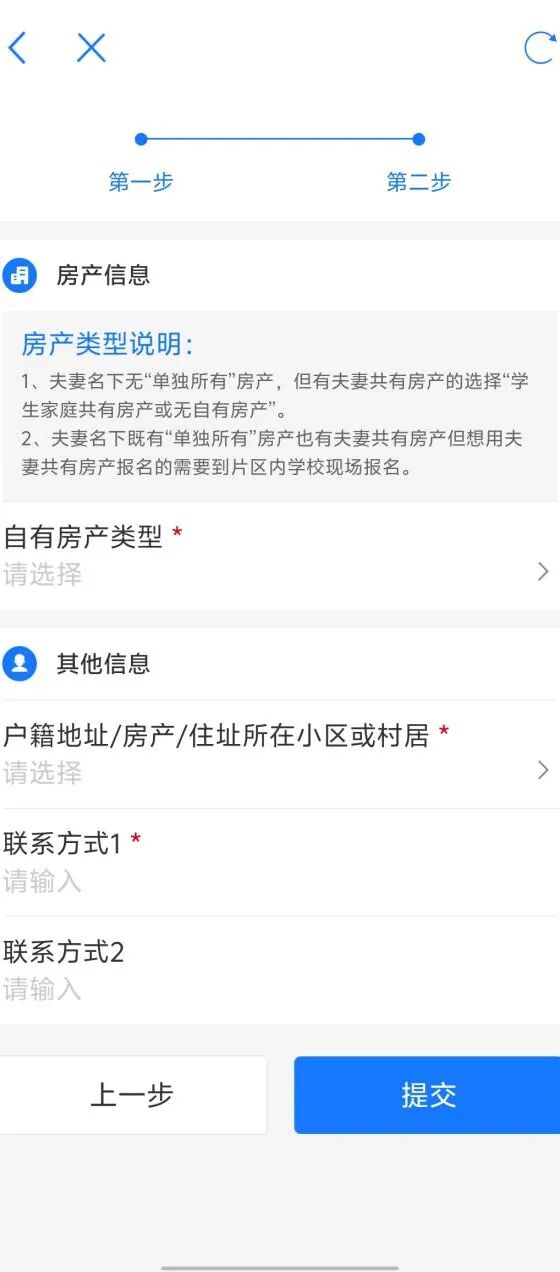 第一步
第二步
房产信息
房产类型说明：
1、夫妻名下无“单独所有”房产，但有夫妻共有房产的选择“学
生家庭共有房产或无自有房产”。
2、夫妻名下既有“单独所有”房产也有夫妻共有房产但想用夫
妻共有房产报名的需要到片区内学校现场报名。
自有房产类型 *
请选择
其他信息
户籍地址/房产/住址所在小区或村居 *
请选择
联系方式1 *
请输入
联系方式2
请输入
上一步
提交